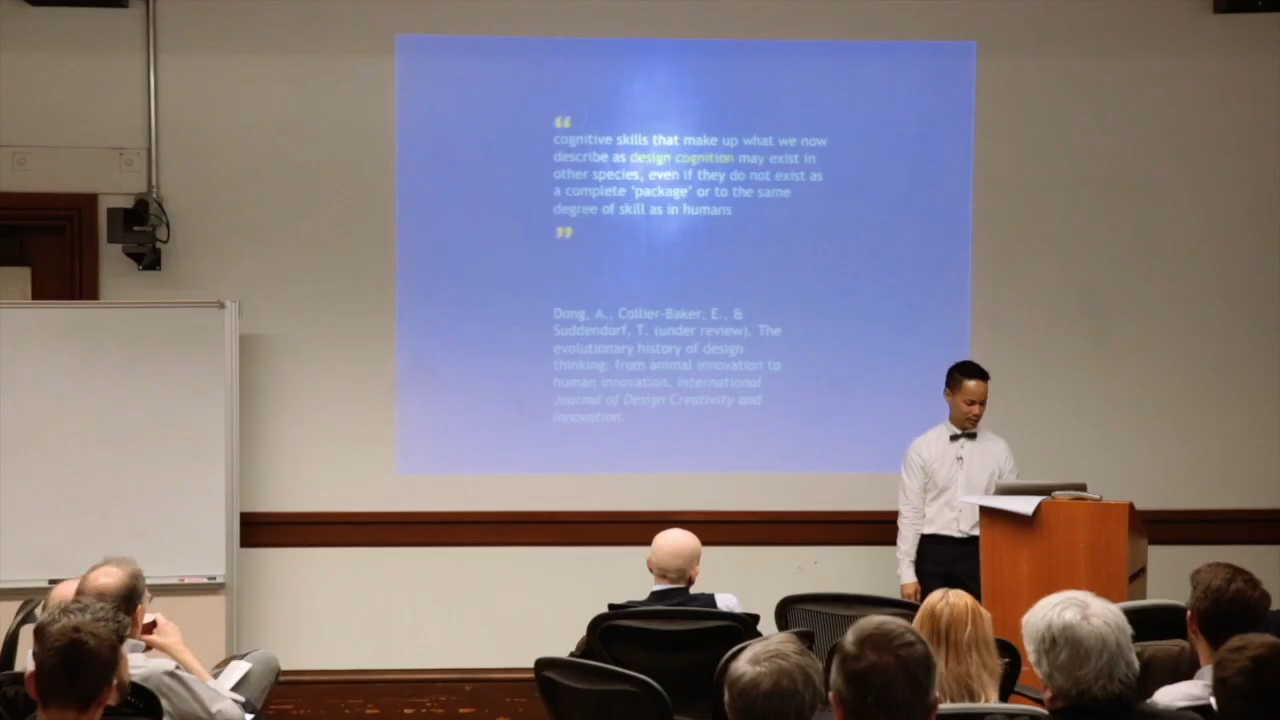 “
cognitive skills that make up what we now
describe as design cognition may exist in
other species, even if they do not exist as
a complete ‘package’ or to the same
degree of skill as in humans
”
Dong, A., Collier-Baker, E., &
Suddendorf, T. (under review). The
evolutionary history of design
thinking: from animal innovation to
human innovation. International
Journal of Design Creativity and
Innovation.